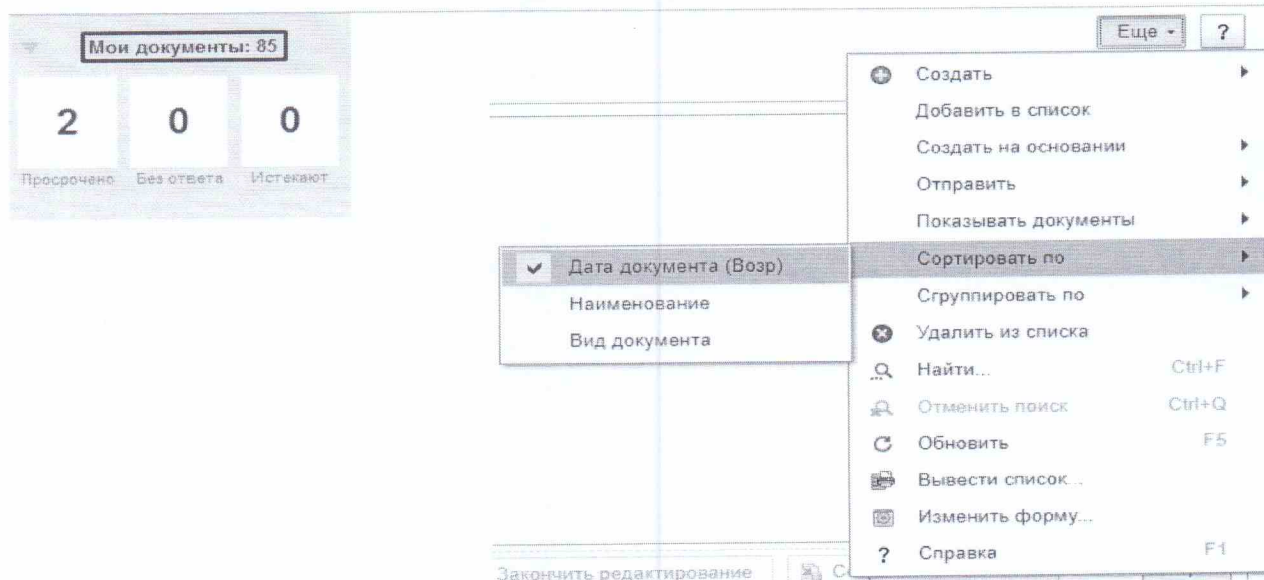 Мои документы: 85
2 0 0
Просрочено Без ответа Истекают
Еще ?
Создать
Добавить в список
Создать на основании
Отправить
Показывать документы
Сортировать по
Дата документа (Возр)
Наименование
Вид документа
Сгруппировать по
Удалить из списка
Найти... Ctrl+F
Отменить поиск Ctrl+Q
Обновить F5
Вывести список...
Изменить форму...
? Справка F1
Закончить редактирование